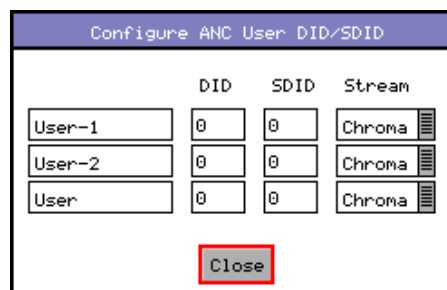 Configure ANC User DID/SDID
DID SDID Stream
User-1 0 0 Chroma
User-2 0 0 Chroma
User 0 0 Chroma
Close